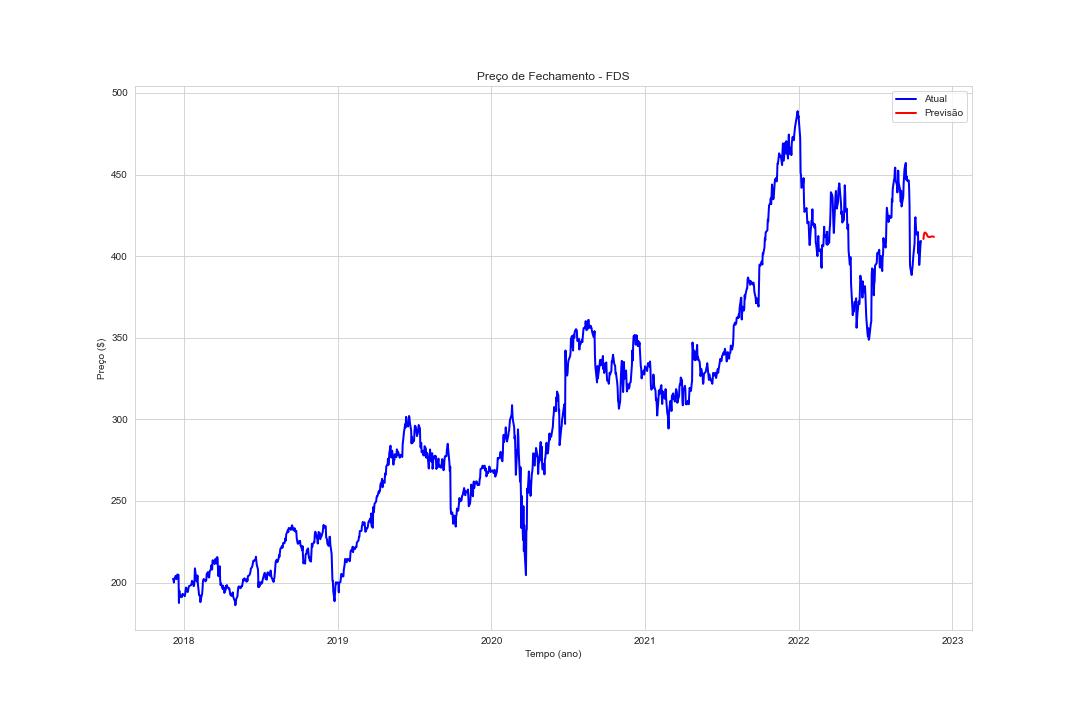 Preço de Fechamento - FDS
Atual
Previsão
500
450
400
350
300
250
200
Preço ($)
2018
2019
2020
2021
2022
2023
Tempo (ano)